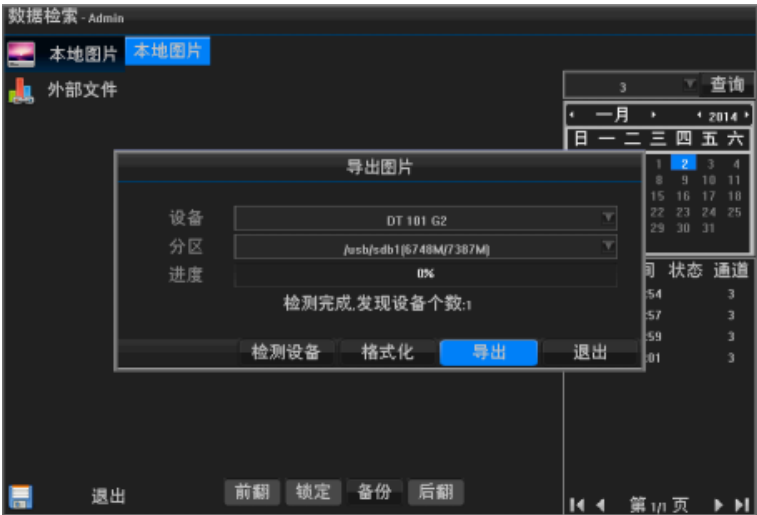 数据检索 - Admin
本地图片 本地图片
外部文件
3 查询
一月 2014
日 一 二 三 四 五 六
1 2 3 4
8 9 10 11
15 16 17 18
22 23 24 25
29 30 31
导出图片
设备 DT 101 G2
分区 /usb/sdb1(6748M/7387M)
进度 0%
检测完成,发现设备个数:1
检测设备 格式化 导出 退出
状态 通道
:54 3
:57 3
:59 3
:01 3
退出 前翻 锁定 备份 后翻
第 1/1 页